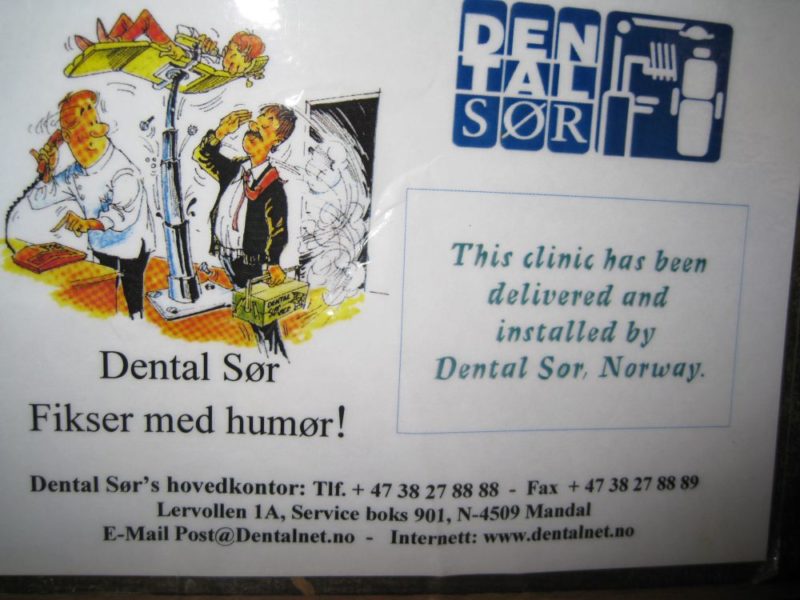 DEN
TAL
SØR
DENTAL
This clinic has been
delivered and
installed by
Dental Sor, Norway.
Dental Sør
Fikser med humør!
Dental Sør's hovedkontor: Tlf. + 47 38 27 88 88 - Fax + 47 38 27 88 89
Lervollen 1A, Service boks 901, N-4509 Mandal
E-Mail Post@Dentalnet.no - Internett: www.dentalnet.no